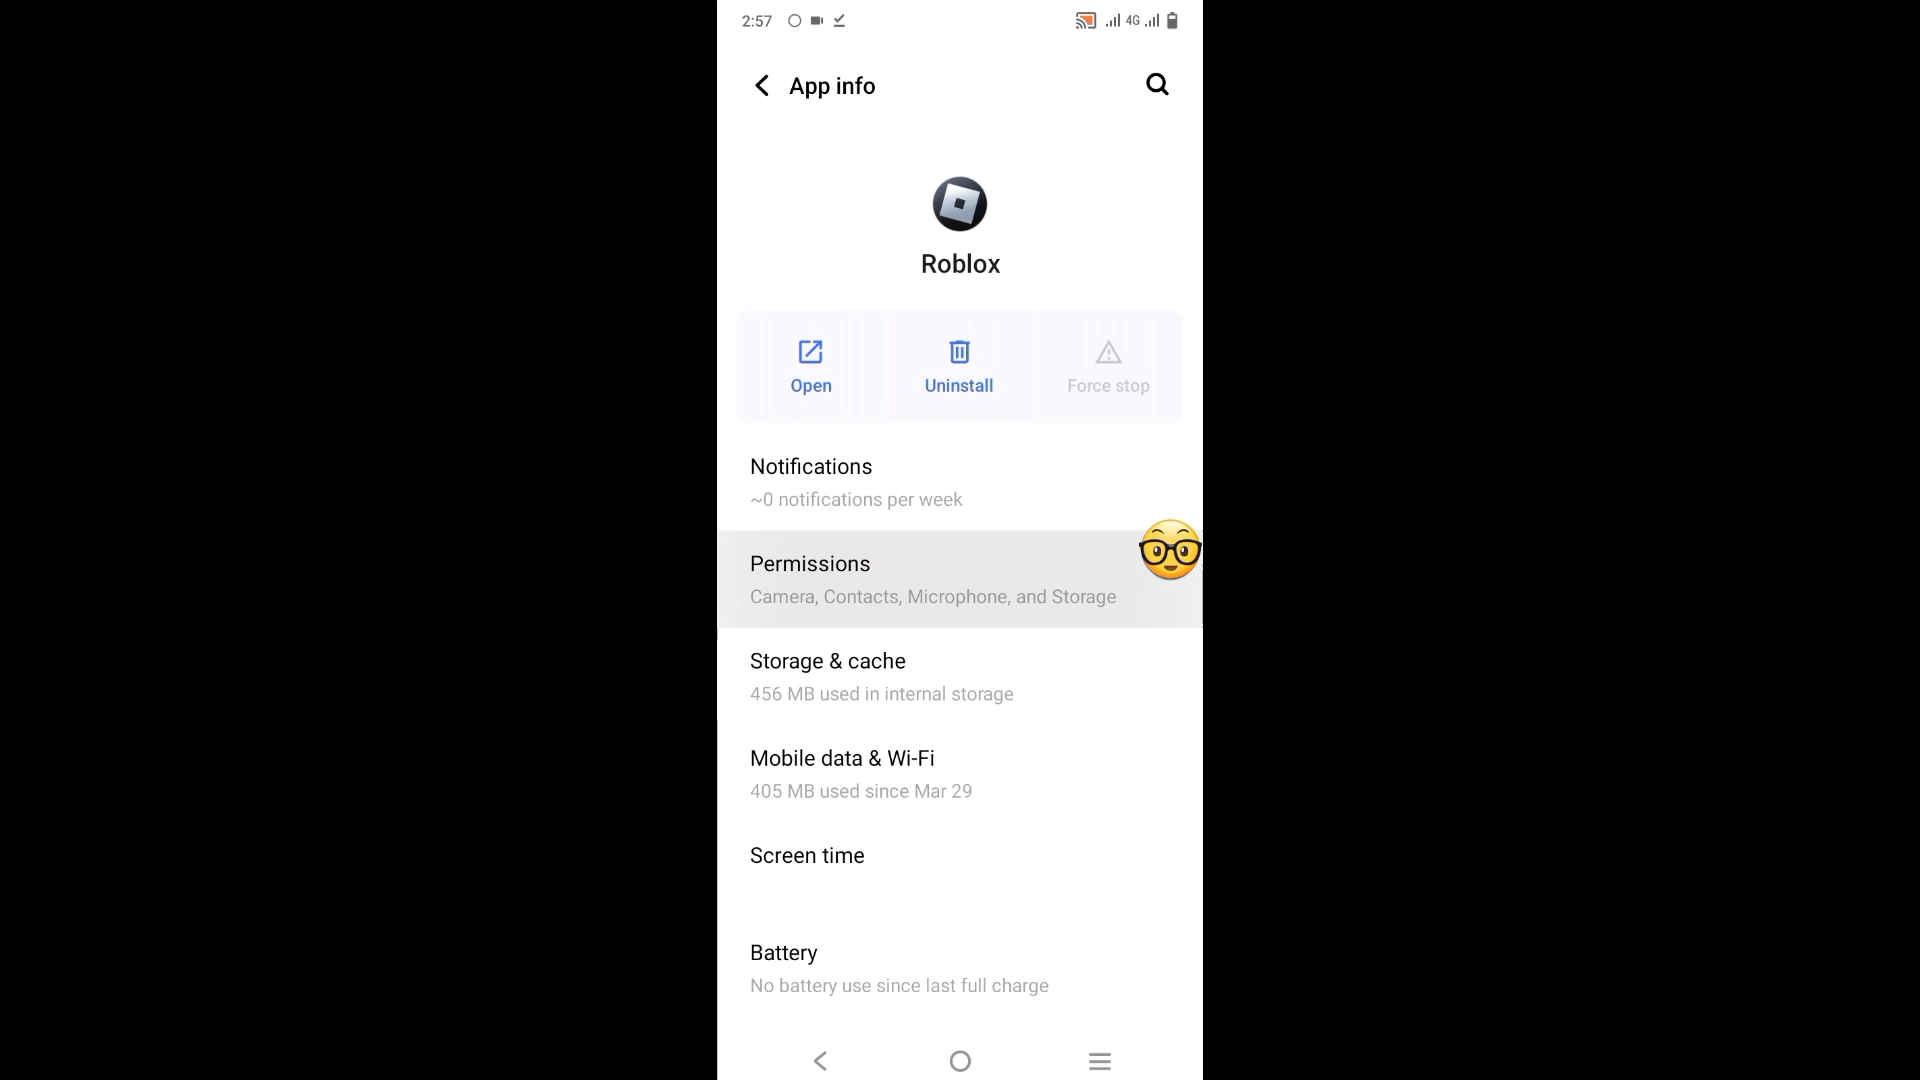 2:57
4G
App info
Roblox
Open
Uninstall
Force stop
Notifications
~0 notifications per week
Permissions
Camera, Contacts, Microphone, and Storage
Storage & cache
456 MB used in internal storage
Mobile data & Wi-Fi
405 MB used since Mar 29
Screen time
Battery
No battery use since last full charge